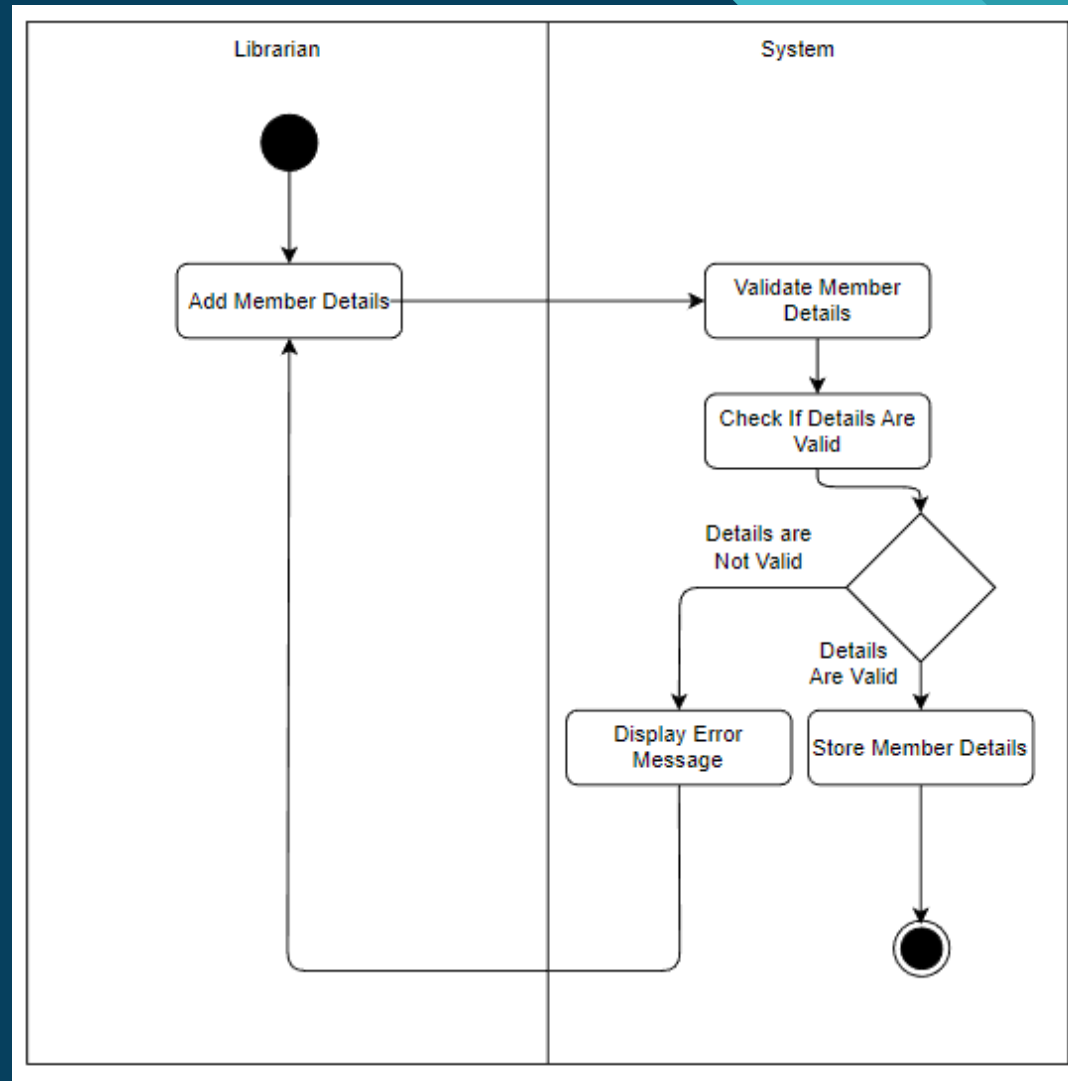 Librarian
System
Add Member Details
Validate Member
Details
Check If Details Are
Valid
Details are
Not Valid
Details
Are Valid
Display Error
Message
Store Member Details